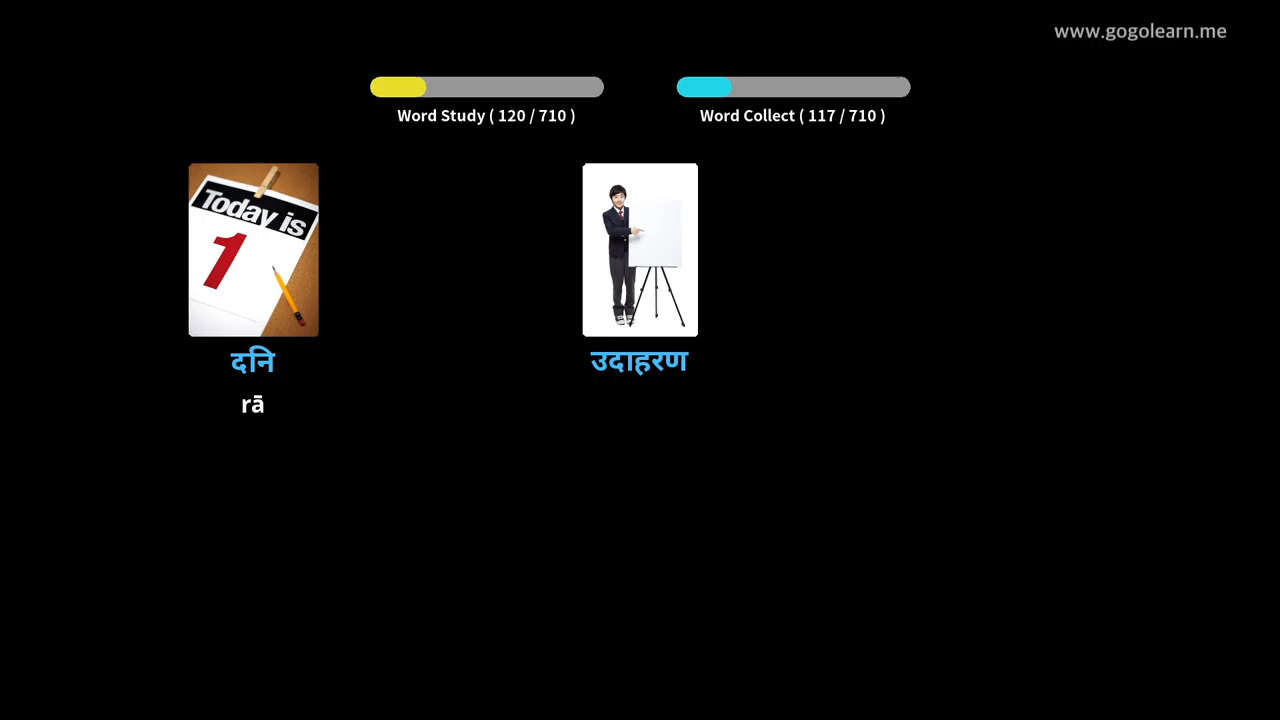 www.gogolearn.me
Word Study ( 120 / 710 )
Word Collect ( 117 / 710 )
Today is
1
दनि
उदाहरण
rā